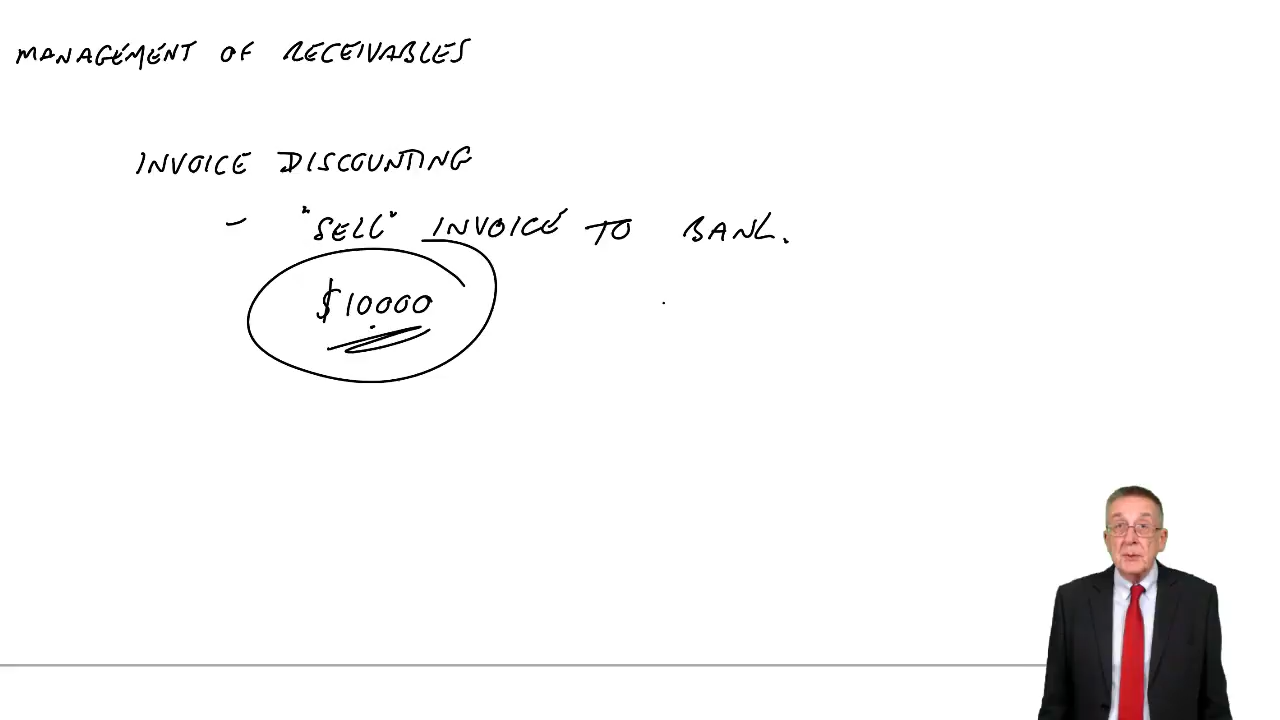 MANAGEMENT OF RECEIVABLES
INVOICE DISCOUNTING
- "SELL" INVOICE TO BANK.
$10000